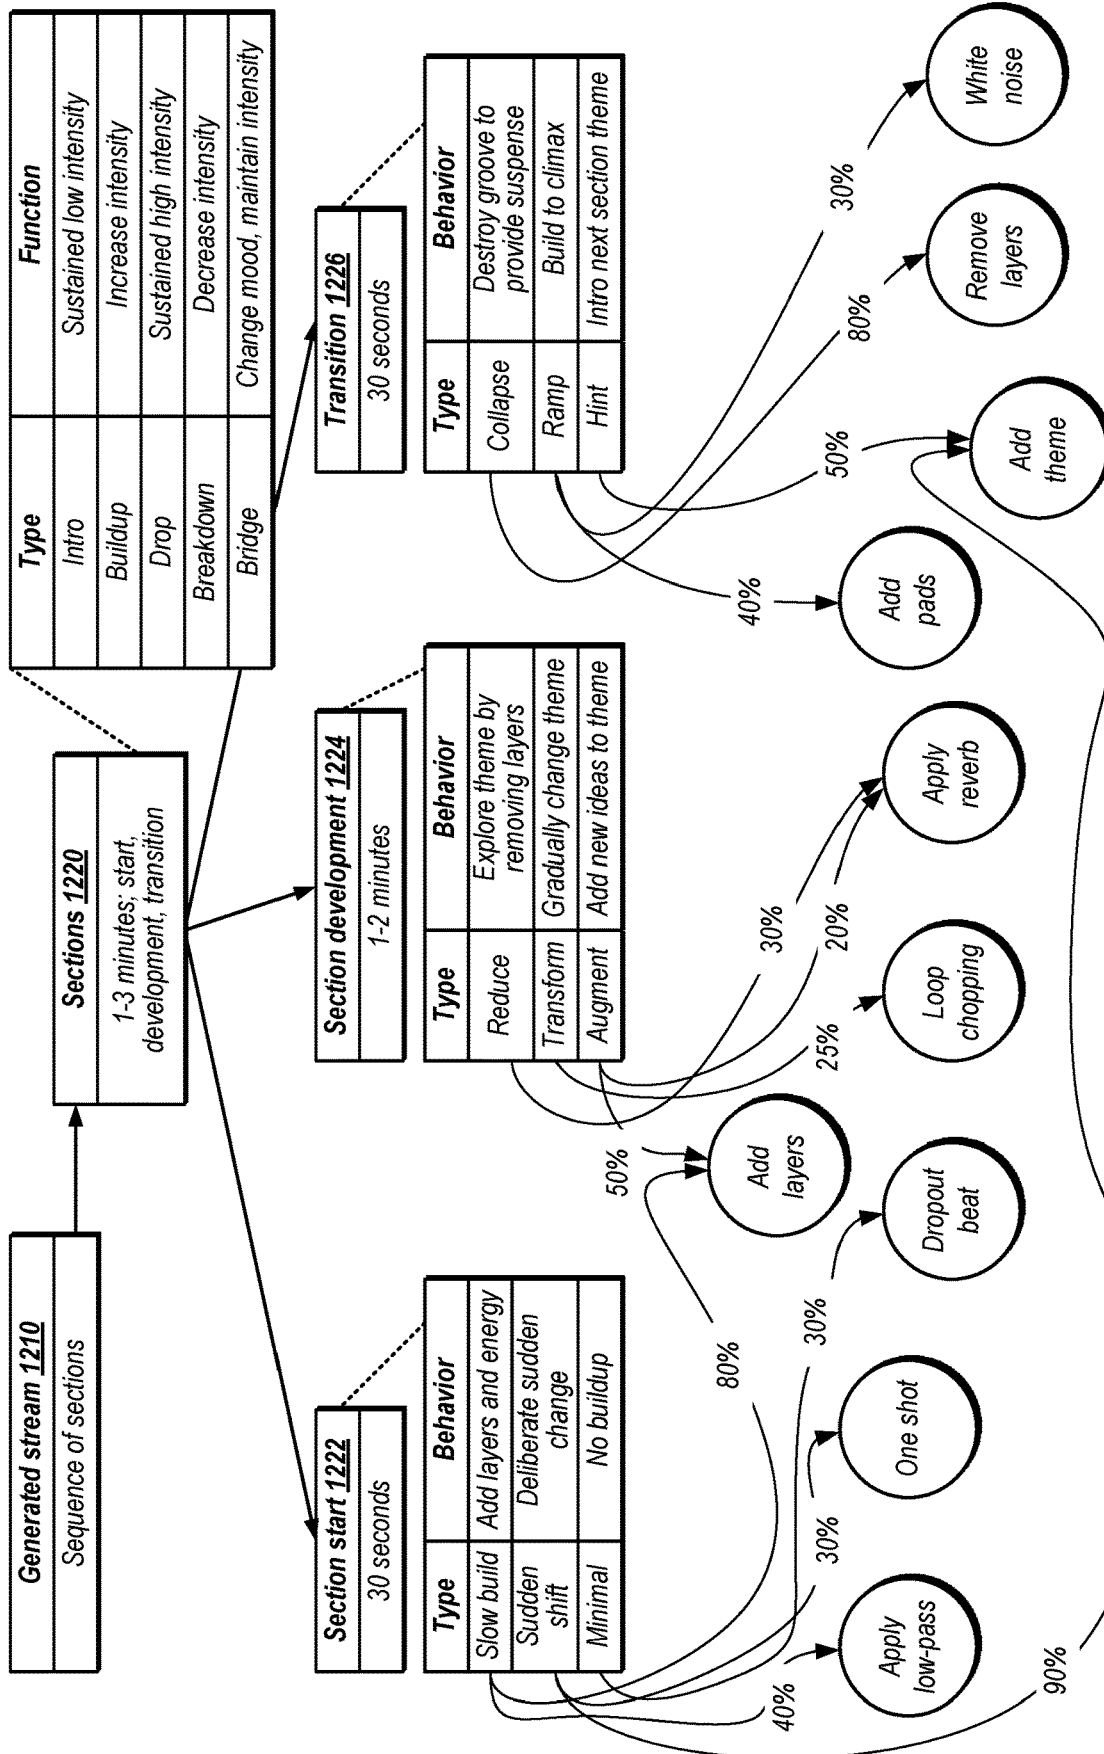 Generated stream 1210
Sequence of sections
Sections 1220
1-3 minutes; start,
development, transition
Type
Function
Intro
Sustained low intensity
Buildup
Increase intensity
Drop
Sustained high intensity
Breakdown
Decrease intensity
Bridge
Change mood, maintain intensity
Section start 1222
30 seconds
Section development 1224
1-2 minutes
Transition 1226
30 seconds
Type
Behavior
Slow build
Add layers and energy
Sudden
shift
Deliberate sudden
change
Minimal
No buildup
Type
Behavior
Reduce
Explore theme by
removing layers
Transform
Gradually change theme
Augment
Add new ideas to theme
Type
Behavior
Collapse
Destroy groove to
provide suspense
Ramp
Build to climax
Hint
Intro next section theme
50%
80%
40%
30%
30%
25%
20%
30%
40%
50%
80%
30%
90%
Add
layers
Apply
low-pass
One shot
Dropout
beat
Loop
chopping
Apply
reverb
Add
pads
Add
theme
Remove
layers
White
noise